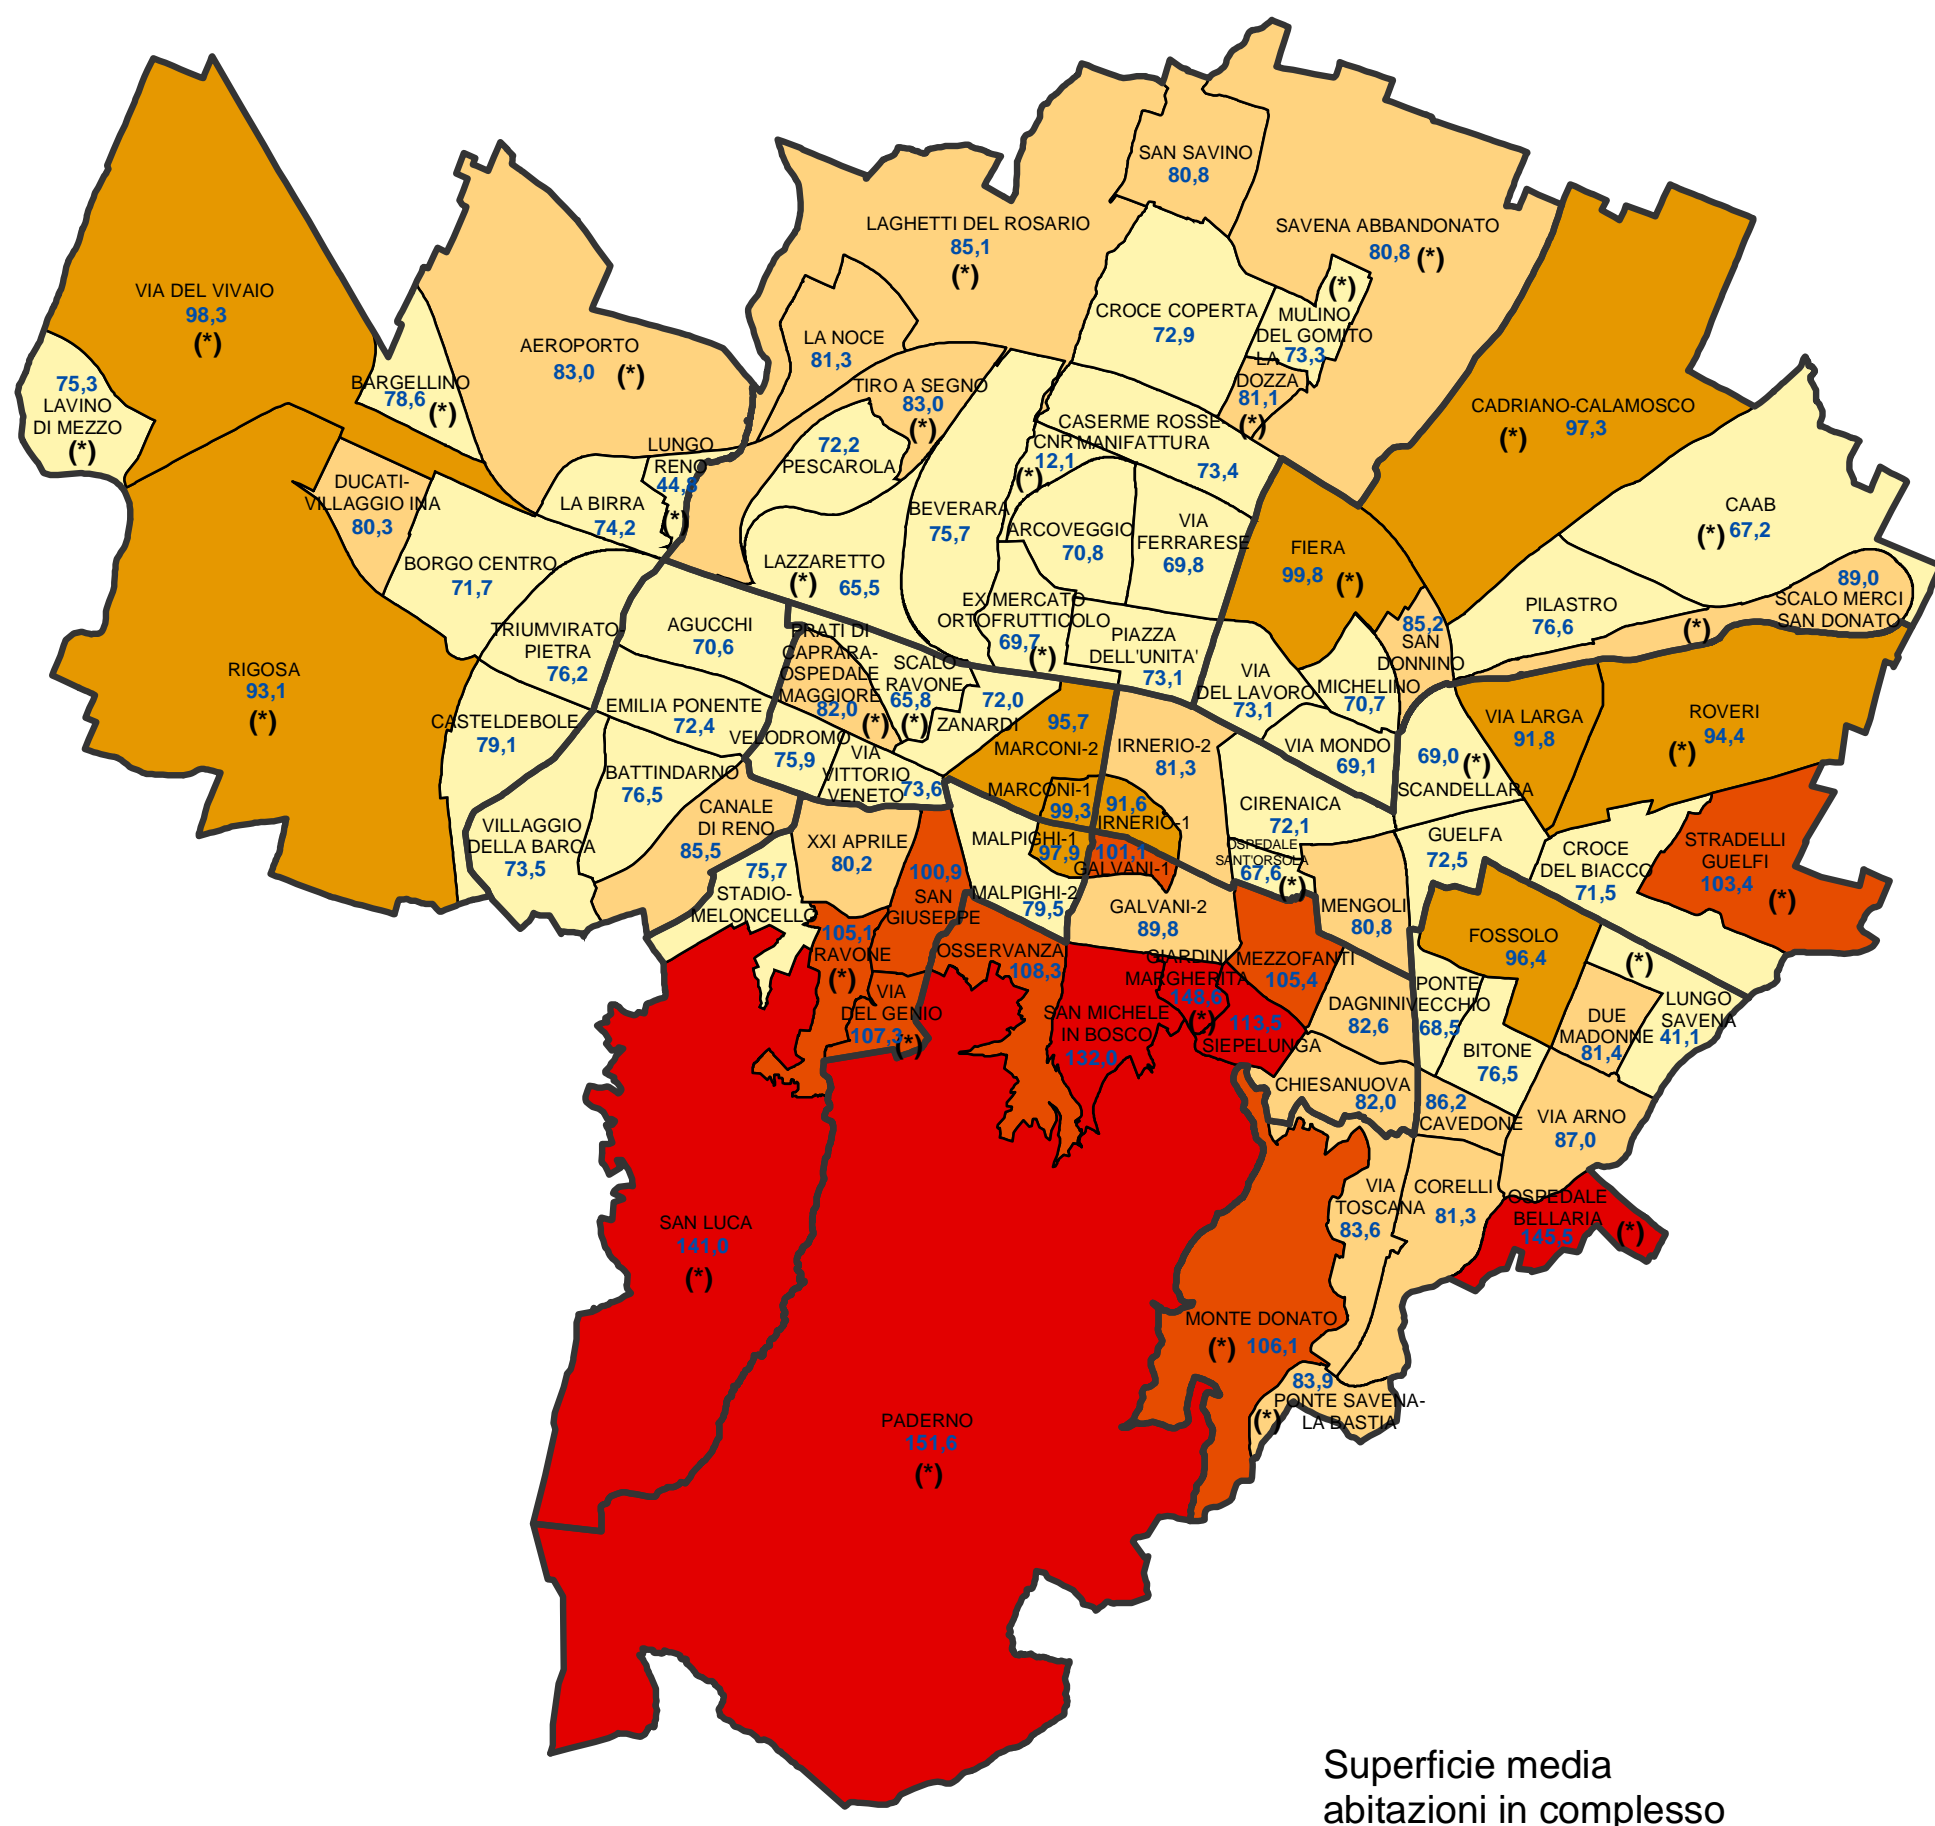 SAN SAVINO
80,8
LAGHETTI DEL ROSARIO
85,1
(*)
SAVENA ABBANDONATO
80,8 (*)
VIA DEL VIVAIO
98,3
(*)
CROCE COPERTA
72,9
(*)
MULINO
DEL GOMITO
73,3
LA NOCE
81,3
AEROPORTO
83,0 (*)
LA
DOZZA
81,1
(*)
75,3
LAVINO
DI MEZZO
(*)
BARGELLINO
78,6
(*)
TIRO A SEGNO
83,0
(*)
CADRIANO-CALAMOSCO
(*) 97,3
CASERME ROSSE-
MANIFATTURA
73,4
CNR
12,1
(*)
LUNGO
RENO
44,8
(*)
72,2
PESCAROLA
DUCATI-
VILLAGGIO INA
80,3
LA BIRRA
74,2
BEVERARA
75,7
ARCOVEGGIO
70,8
VIA
FERRARESE
69,8
CAAB
(*) 67,2
FIERA
99,8 (*)
BORGO CENTRO
71,7
LAZZARETTO
(*) 65,5
89,0
SCALO MERCI
SAN DONATO
(*)
PILASTRO
76,6
EX MERCATO
ORTOFRUTTICOLO
69,7
(*)
TRIUMVIRATO-
PIETRA
76,2
AGUCCHI
70,6
PRATI DI
CAPRARA-
OSPEDALE
MAGGIORE
82,0 (*)
PIAZZA
DELL'UNITA'
73,1
85,2
SAN
DONNINO
RIGOSA
93,1
(*)
SCALO
RAVONE
65,8
(*)
VIA
DEL LAVORO
73,1
MICHELINO
70,7
72,0
ZANARDI
EMILIA PONENTE
72,4
CASTELDEBOLE
79,1
95,7
MARCONI-2
VIA LARGA
91,8
ROVERI
(*) 94,4
VELODROMO
75,9
VIA
VITTORIO
VENETO
73,6
IRNERIO-2
81,3
VIA MONDO
69,1
69,0 (*)
SCANDELLARA
BATTINDARNO
76,5
MARCONI-1
99,3
91,6
IRNERIO-1
CIRENAICA
72,1
CANALE
DI RENO
85,5
VILLAGGIO
DELLA BARCA
73,5
XXI APRILE
80,2
MALPIGHI-1
97,9
101,1
GALVANI-1
OSPEDALE
SANT'ORSOLA
67,6
(*)
GUELFA
72,5
CROCE
DEL BIACCO
71,5
STRADELLI
GUELFI
103,4
(*)
75,7
STADIO-
MELONCELLO
100,9
SAN
GIUSEPPE
MALPIGHI-2
79,5
GALVANI-2
89,8
MENGOLI
80,8
105,1
RAVONE
(*)
FOSSOLO
96,4
OSSERVANZA
108,3
GIARDINI
MARGHERITA
148,6
(*)
MEZZOFANTI
105,4
(*)
VIA
DEL GENIO
107,3
(*)
SAN MICHELE
IN BOSCO
132,0
113,5
SIEPELUNGA
DAGNINI
82,6
PONTE
VECCHIO
68,5
DUE
MADONNE
81,4
LUNGO
SAVENA
41,1
BITONE
76,5
CHIESANUOVA
82,0
86,2
CAVEDONE
VIA ARNO
87,0
VIA
TOSCANA
83,6
CORELLI
81,3
OSPEDALE
BELLARIA
145,5
(*)
SAN LUCA
141,0
(*)
MONTE DONATO
(*) 106,1
83,9
PONTE SAVENA-
LA BASTIA
(*)
PADERNO
151,6
(*)
Superficie media
abitazioni in complesso